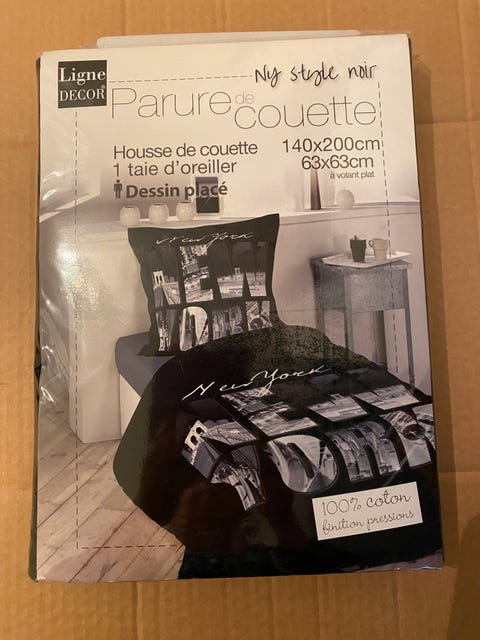 Ligne
DECOR®
Ny style noir
Parure de
couette
Housse de couette
1 taie d'oreiller
140x200cm
63x63cm
à volant plat
Dessin placé
New York
NEW
YORK
New York
YORK
100% coton
finition pressions